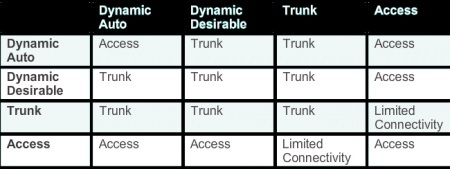 Dynamic Auto Dynamic Desirable Trunk Access
Dynamic Auto Access Trunk Trunk Access
Dynamic Desirable Trunk Trunk Trunk Access
Trunk Trunk Trunk Trunk Limited Connectivity
Access Access Access Limited Connectivity Access